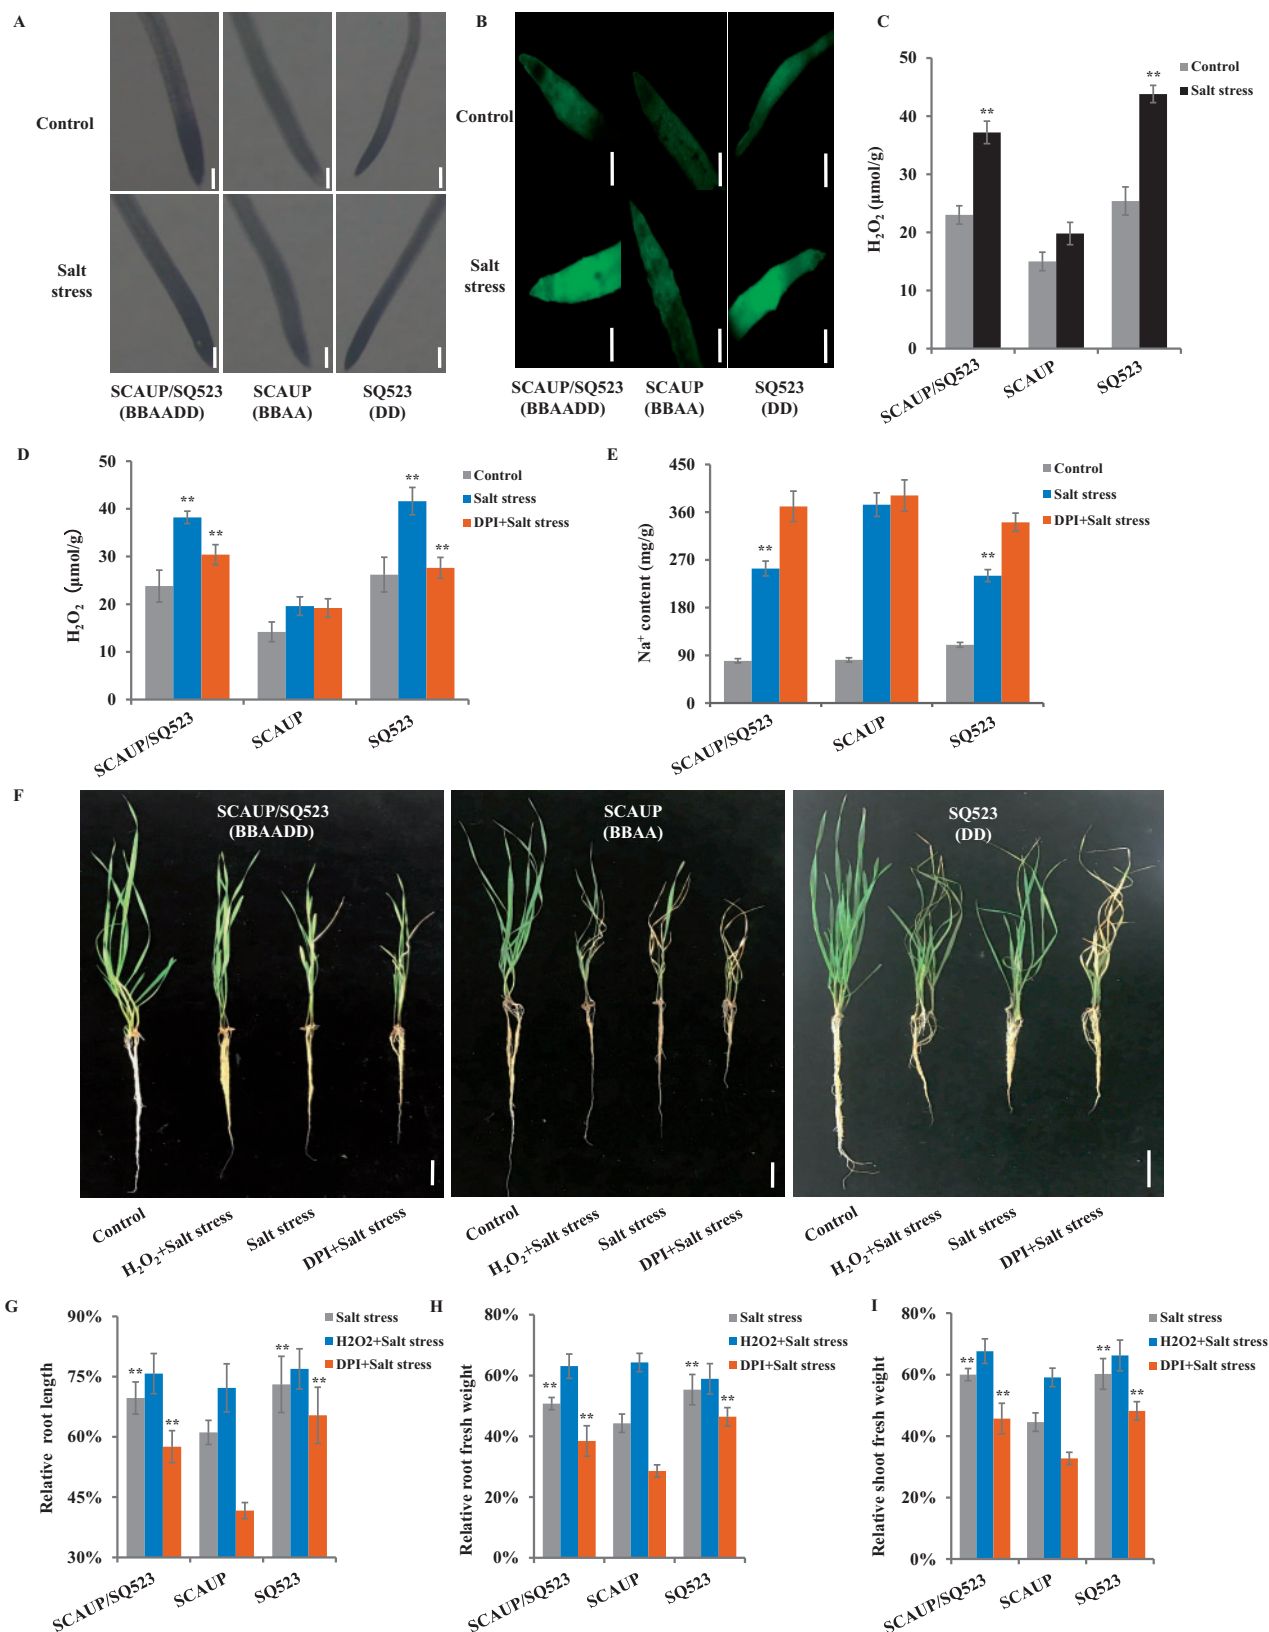 A
Control
Salt
stress
SCAUP/SQ523
(BBAADD)
SCAUP
(BBAA)
SQ523
(DD)
B
Control
Salt
stress
SCAUP/SQ523
(BBAADD)
SCAUP
(BBAA)
SQ523
(DD)
C
H₂O₂ (μmol/g)
50
40
30
20
10
0
Control
Salt stress
**
**
SCAUP/SQ523
SCAUP
SQ523
D
H₂O₂ (μmol/g)
50
40
30
20
10
0
Control
Salt stress
DPI+Salt stress
**
**
**
**
SCAUP/SQ523
SCAUP
SQ523
E
Na⁺ content (mg/g)
450
360
270
180
90
0
Control
Salt stress
DPI+Salt stress
**
**
SCAUP/SQ523
SCAUP
SQ523
F
SCAUP/SQ523
(BBAADD)
SCAUP
(BBAA)
SQ523
(DD)
Control
H₂O₂+Salt stress
Salt stress
DPI+Salt stress
Control
H₂O₂+Salt stress
Salt stress
DPI+Salt stress
Control
H₂O₂+Salt stress
Salt stress
DPI+Salt stress
G
Relative root length
90%
75%
60%
45%
30%
Salt stress
H2O2+Salt stress
DPI+Salt stress
**
**
**
**
SCAUP/SQ523
SCAUP
SQ523
H
Relative root fresh weight
80%
60%
40%
20%
0%
Salt stress
H2O2+Salt stress
DPI+Salt stress
**
**
**
**
SCAUP/SQ523
SCAUP
SQ523
I
Relative shoot fresh weight
80%
60%
40%
20%
0%
Salt stress
H2O2+Salt stress
DPI+Salt stress
**
**
**
**
SCAUP/SQ523
SCAUP
SQ523